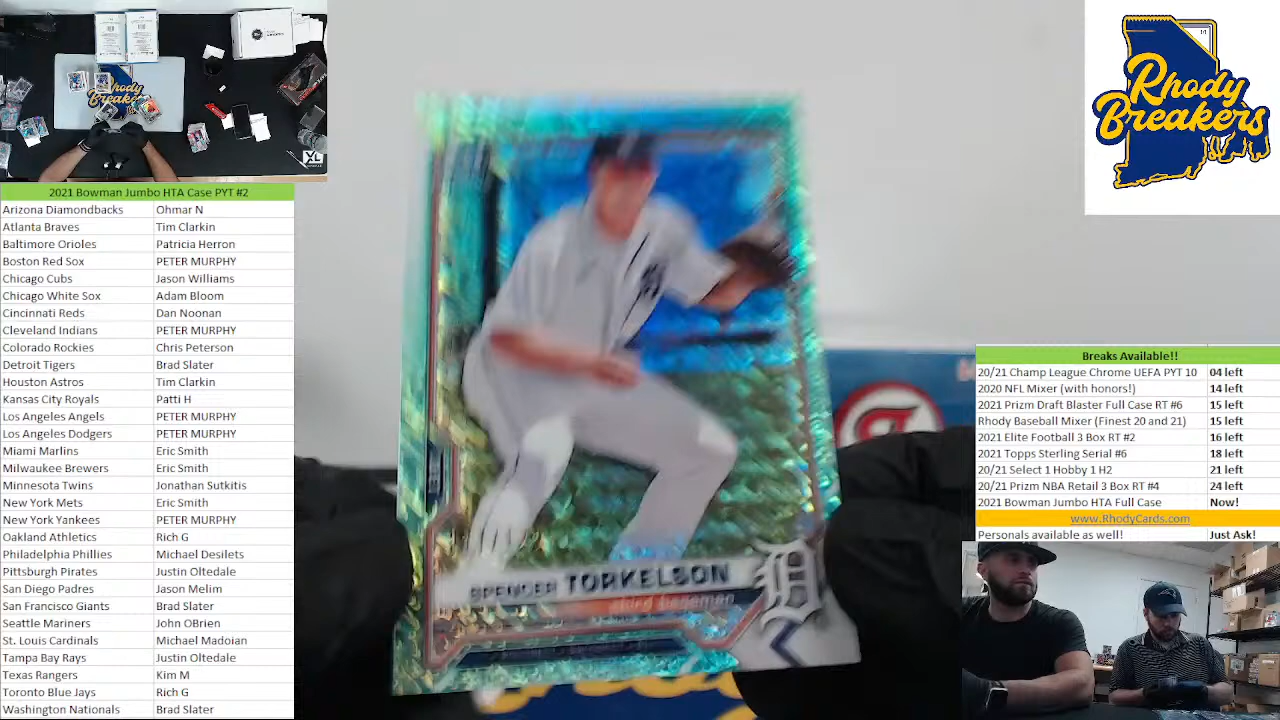 Rhody
Breakers
XL
2021 Bowman Jumbo HTA Case PYT #2
Arizona Diamondbacks Ohmar N
Atlanta Braves Tim Clarkin
Baltimore Orioles Patricia Herron
Boston Red Sox PETER MURPHY
Chicago Cubs Jason Williams
Chicago White Sox Adam Bloom
Cincinnati Reds Dan Noonan
Cleveland Indians PETER MURPHY
Colorado Rockies Chris Peterson
Detroit Tigers Brad Slater
Houston Astros Tim Clarkin
Kansas City Royals Patti H
Los Angeles Angels PETER MURPHY
Los Angeles Dodgers PETER MURPHY
Miami Marlins Eric Smith
Milwaukee Brewers Eric Smith
Minnesota Twins Jonathan Sutkitis
New York Mets Eric Smith
New York Yankees PETER MURPHY
Oakland Athletics Rich G
Philadelphia Phillies Michael Desilets
Pittsburgh Pirates Justin Oltedale
San Diego Padres Jason Melim
San Francisco Giants Brad Slater
Seattle Mariners John OBrien
St. Louis Cardinals Michael Madoian
Tampa Bay Rays Justin Oltedale
Texas Rangers Kim M
Toronto Blue Jays Rich G
Washington Nationals Brad Slater
SPENCER TORKELSON
third baseman
D
Rhody
Breakers
Breaks Available!!
20/21 Champ League Chrome UEFA PYT 10 04 left
2020 NFL Mixer (with honors!) 14 left
2021 Prizm Draft Blaster Full Case RT #6 15 left
Rhody Baseball Mixer (Finest 20 and 21) 15 left
2021 Elite Football 3 Box RT #2 16 left
2021 Topps Sterling Serial #6 18 left
20/21 Select 1 Hobby 1 H2 21 left
20/21 Prizm NBA Retail 3 Box RT #4 24 left
2021 Bowman Jumbo HTA Full Case Now!
www.RhodyCards.com
Personals available as well! Just Ask!